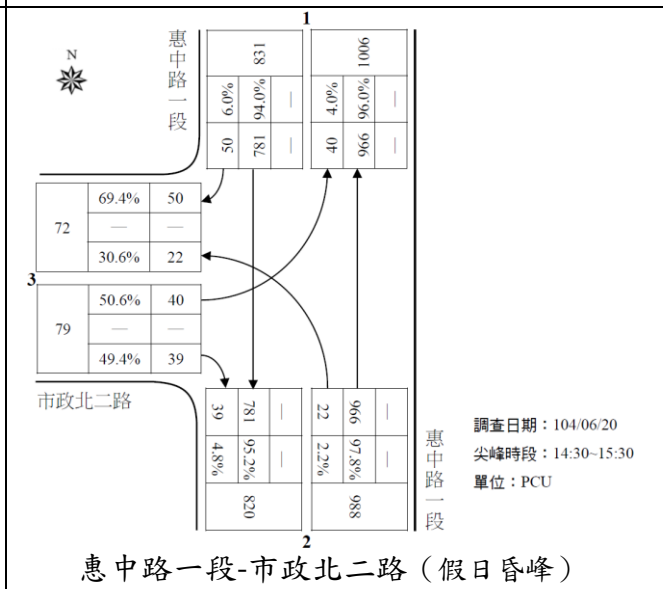 1
N
惠中路一段
831
6.0% 94.0% —
50 781 —
1006
4.0% 96.0% —
40 966 —
72
69.4% 50
— —
30.6% 22
3
79
50.6% 40
— —
49.4% 39
市政北二路
39 781 —
4.8% 95.2% —
820
22 966 —
2.2% 97.8% —
988
惠中路一段
調查日期：104/06/20
尖峰時段：14:30~15:30
單位：PCU
2
惠中路一段-市政北二路（假日昏峰）